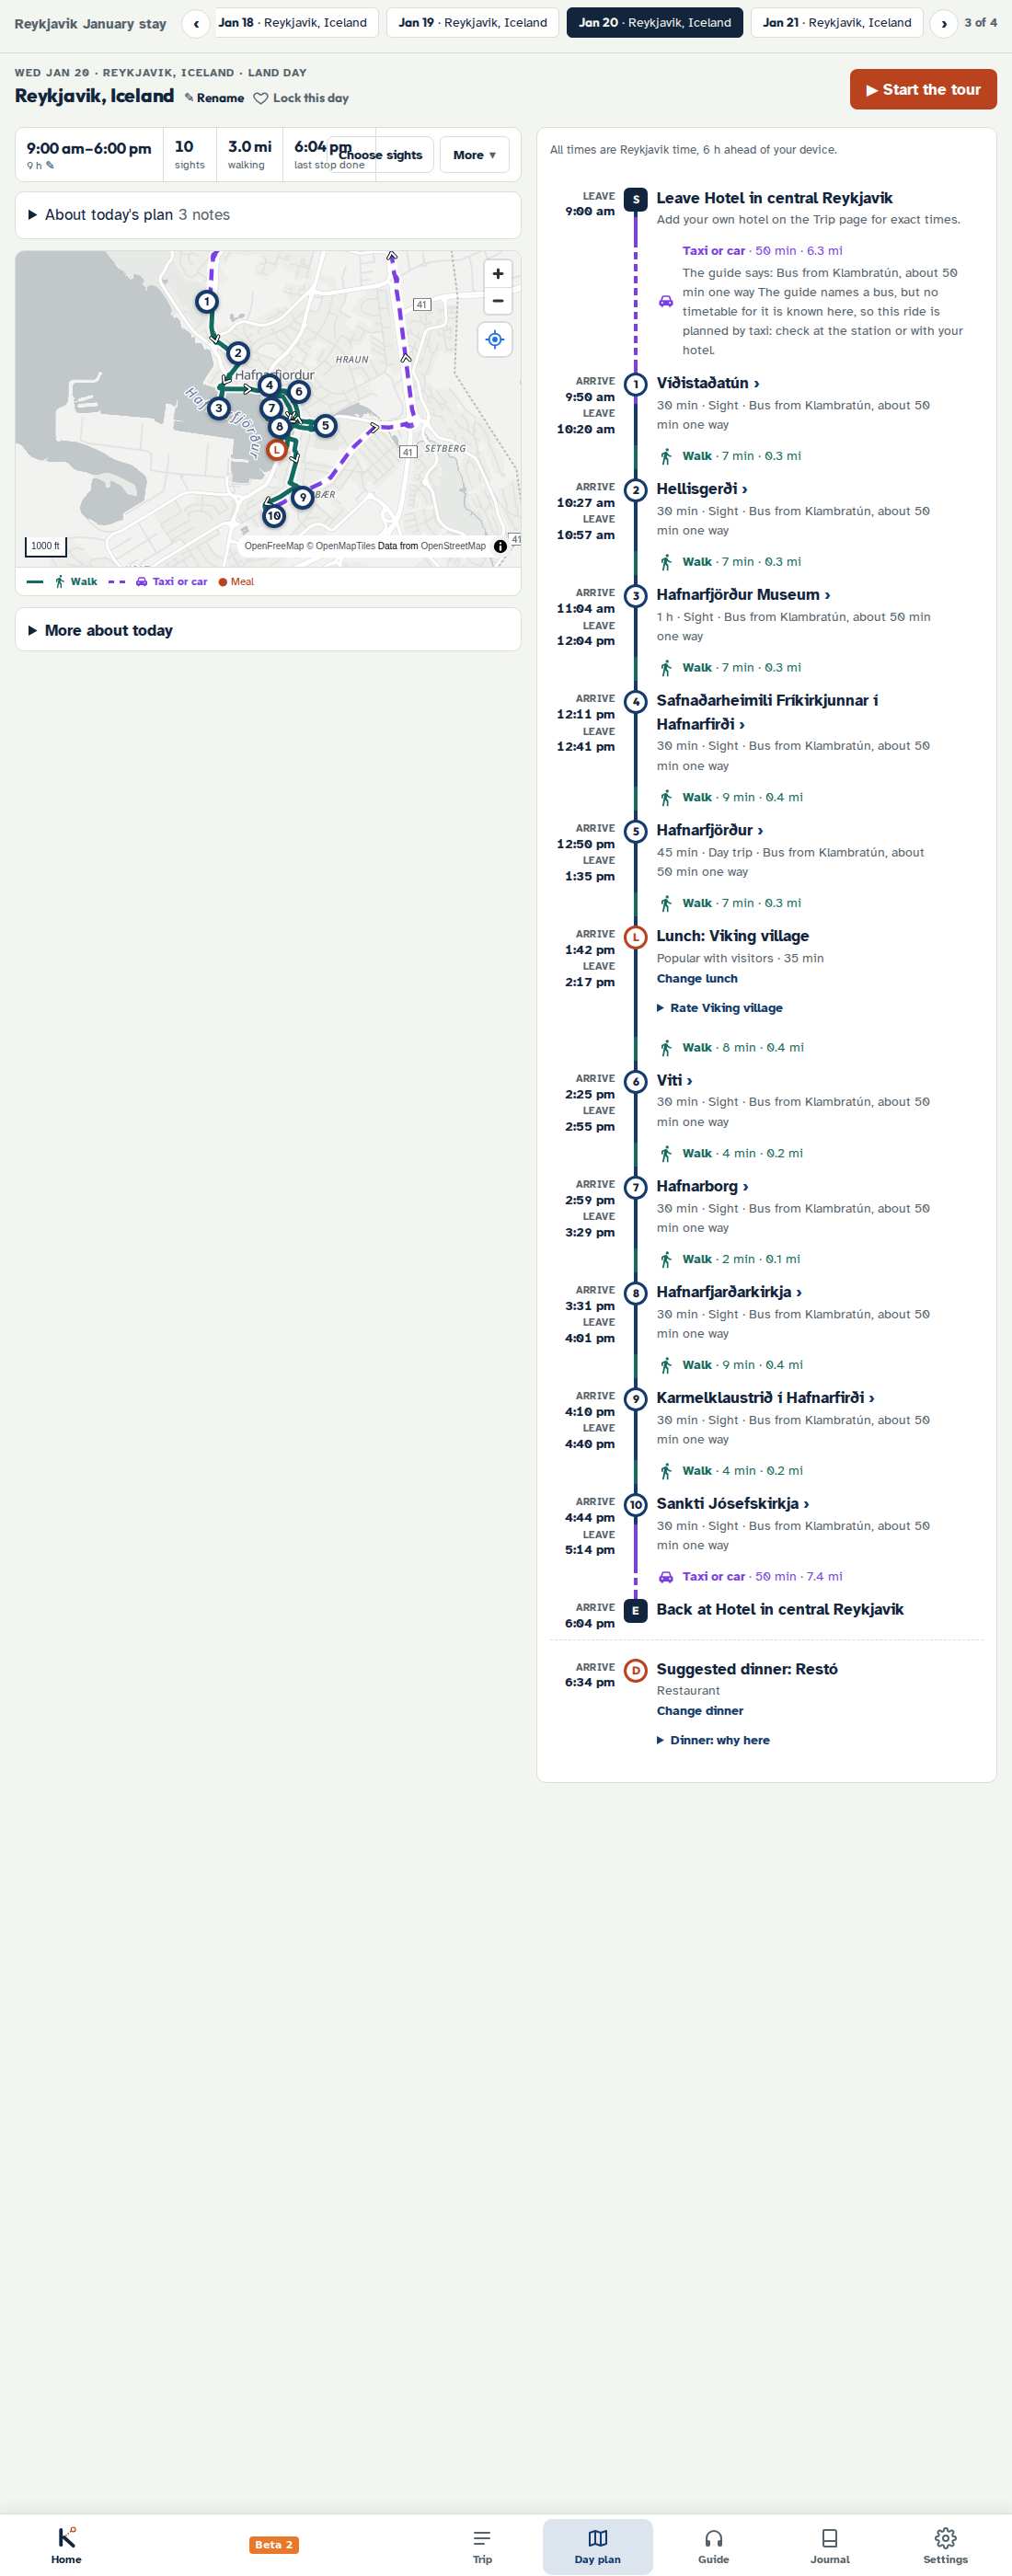 Reykjavik January stay
‹
Jan 18 · Reykjavik, Iceland
Jan 19 · Reykjavik, Iceland
Jan 20 · Reykjavik, Iceland
Jan 21 · Reykjavik, Iceland
›
3 of 4
WED JAN 20 · REYKJAVIK, ICELAND · LAND DAY
Reykjavik, Iceland
✎ Rename
Lock this day
▶ Start the tour
9:00 am–6:00 pm
9 h ✎
10
sights
3.0 mi
walking
6:04 pm
last stop done
Choose sights
More ▾
▶ About today's plan 3 notes
1
2
3
4
5
6
7
8
9
10
L
Hafnarfjordur
Hafnarfjörður
HRAUN
SETBERG
BÆR
41
41
41
+
−
1000 ft
OpenFreeMap © OpenMapTiles Data from OpenStreetMap
Walk
Taxi or car
Meal
▶ More about today
All times are Reykjavik time, 6 h ahead of your device.
LEAVE
9:00 am
S
Leave Hotel in central Reykjavik
Add your own hotel on the Trip page for exact times.
Taxi or car · 50 min · 6.3 mi
The guide says: Bus from Klambratún, about 50
min one way The guide names a bus, but no
timetable for it is known here, so this ride is
planned by taxi: check at the station or with your
hotel.
ARRIVE
9:50 am
LEAVE
10:20 am
1
Víðistaðatún ›
30 min · Sight · Bus from Klambratún, about 50
min one way
Walk · 7 min · 0.3 mi
ARRIVE
10:27 am
LEAVE
10:57 am
2
Hellisgerði ›
30 min · Sight · Bus from Klambratún, about 50
min one way
Walk · 7 min · 0.3 mi
ARRIVE
11:04 am
LEAVE
12:04 pm
3
Hafnarfjörður Museum ›
1 h · Sight · Bus from Klambratún, about 50 min
one way
Walk · 7 min · 0.3 mi
ARRIVE
12:11 pm
LEAVE
12:41 pm
4
Safnaðarheimili Fríkirkjunnar í
Hafnarfirði ›
30 min · Sight · Bus from Klambratún, about 50
min one way
Walk · 9 min · 0.4 mi
ARRIVE
12:50 pm
LEAVE
1:35 pm
5
Hafnarfjörður ›
45 min · Day trip · Bus from Klambratún, about
50 min one way
Walk · 7 min · 0.3 mi
ARRIVE
1:42 pm
LEAVE
2:17 pm
L
Lunch: Viking village
Popular with visitors · 35 min
Change lunch
▶ Rate Viking village
Walk · 8 min · 0.4 mi
ARRIVE
2:25 pm
LEAVE
2:55 pm
6
Viti ›
30 min · Sight · Bus from Klambratún, about 50
min one way
Walk · 4 min · 0.2 mi
ARRIVE
2:59 pm
LEAVE
3:29 pm
7
Hafnarborg ›
30 min · Sight · Bus from Klambratún, about 50
min one way
Walk · 2 min · 0.1 mi
ARRIVE
3:31 pm
LEAVE
4:01 pm
8
Hafnarfjarðarkirkja ›
30 min · Sight · Bus from Klambratún, about 50
min one way
Walk · 9 min · 0.4 mi
ARRIVE
4:10 pm
LEAVE
4:40 pm
9
Karmelklaustrið í Hafnarfirði ›
30 min · Sight · Bus from Klambratún, about 50
min one way
Walk · 4 min · 0.2 mi
ARRIVE
4:44 pm
LEAVE
5:14 pm
10
Sankti Jósefskirkja ›
30 min · Sight · Bus from Klambratún, about 50
min one way
Taxi or car · 50 min · 7.4 mi
ARRIVE
6:04 pm
E
Back at Hotel in central Reykjavik
ARRIVE
6:34 pm
D
Suggested dinner: Restó
Restaurant
Change dinner
▶ Dinner: why here
Home
Beta 2
Trip
Day plan
Guide
Journal
Settings